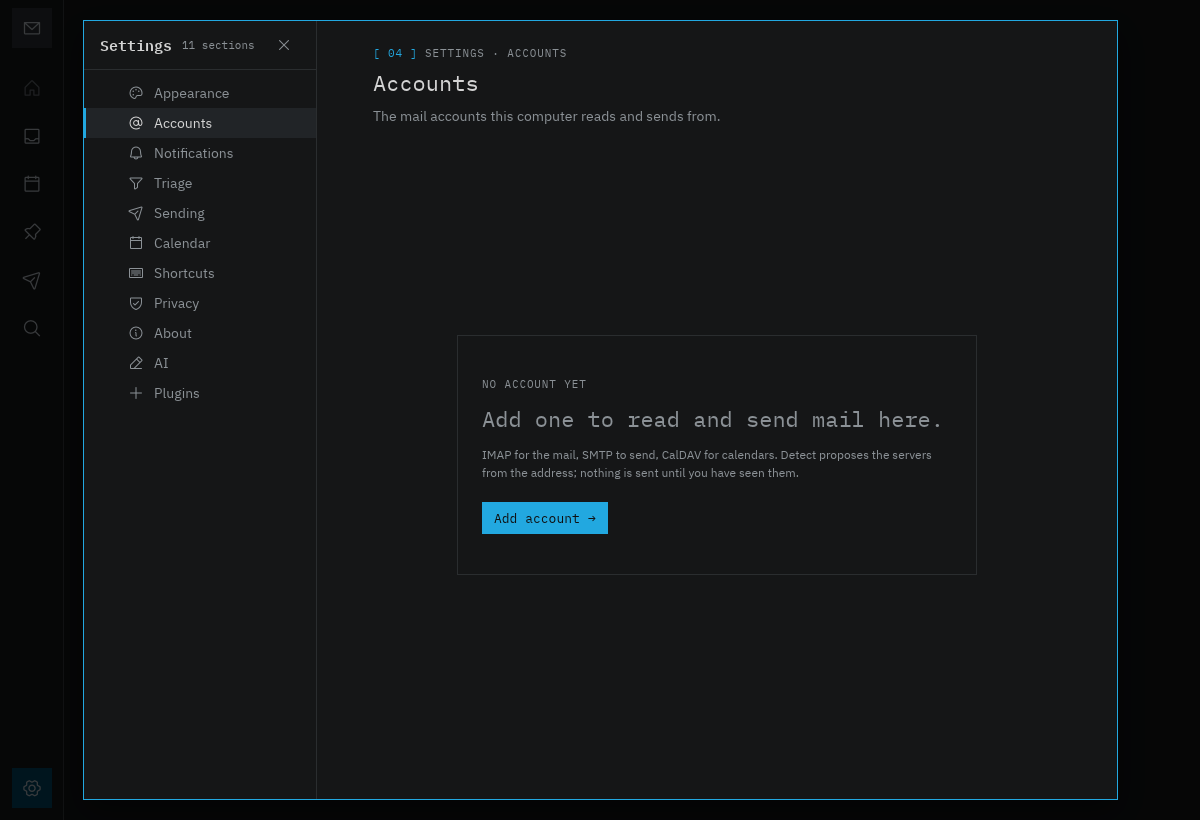 Settings 11 sections
Appearance
Accounts
Notifications
Triage
Sending
Calendar
Shortcuts
Privacy
About
AI
Plugins
[ 04 ] SETTINGS · ACCOUNTS
Accounts
The mail accounts this computer reads and sends from.
NO ACCOUNT YET
Add one to read and send mail here.
IMAP for the mail, SMTP to send, CalDAV for calendars. Detect proposes the servers
from the address; nothing is sent until you have seen them.
Add account →